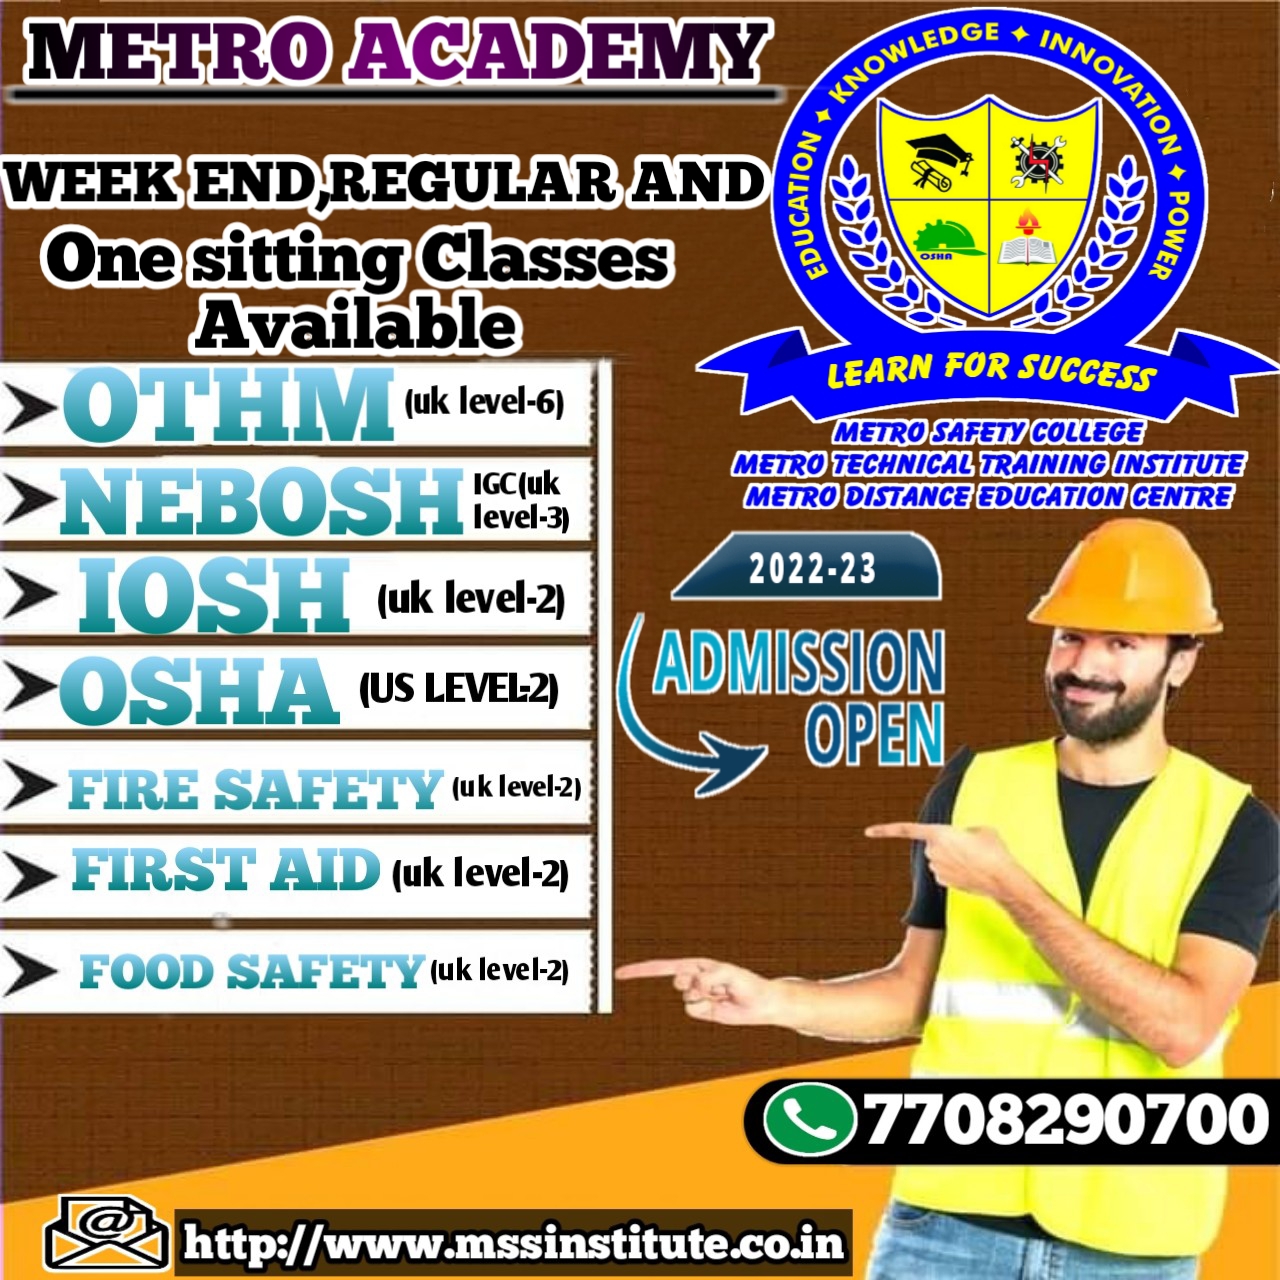 METRO ACADEMY
EDUCATION ✦ KNOWLEDGE ✦ INNOVATION ✦ POWER
OSHA
LEARN FOR SUCCESS
METRO SAFETY COLLEGE
METRO TECHNICAL TRAINING INSTITUTE
METRO DISTANCE EDUCATION CENTRE
WEEK END,REGULAR AND
One sitting Classes
Available
OTHM (uk level-6)
NEBOSH IGC(uk
level-3)
IOSH (uk level-2)
OSHA (US LEVEL-2)
FIRE SAFETY (uk level-2)
FIRST AID (uk level-2)
FOOD SAFETY (uk level-2)
2022-23
ADMISSION
OPEN
7708290700
@ http://www.mssinstitute.co.in